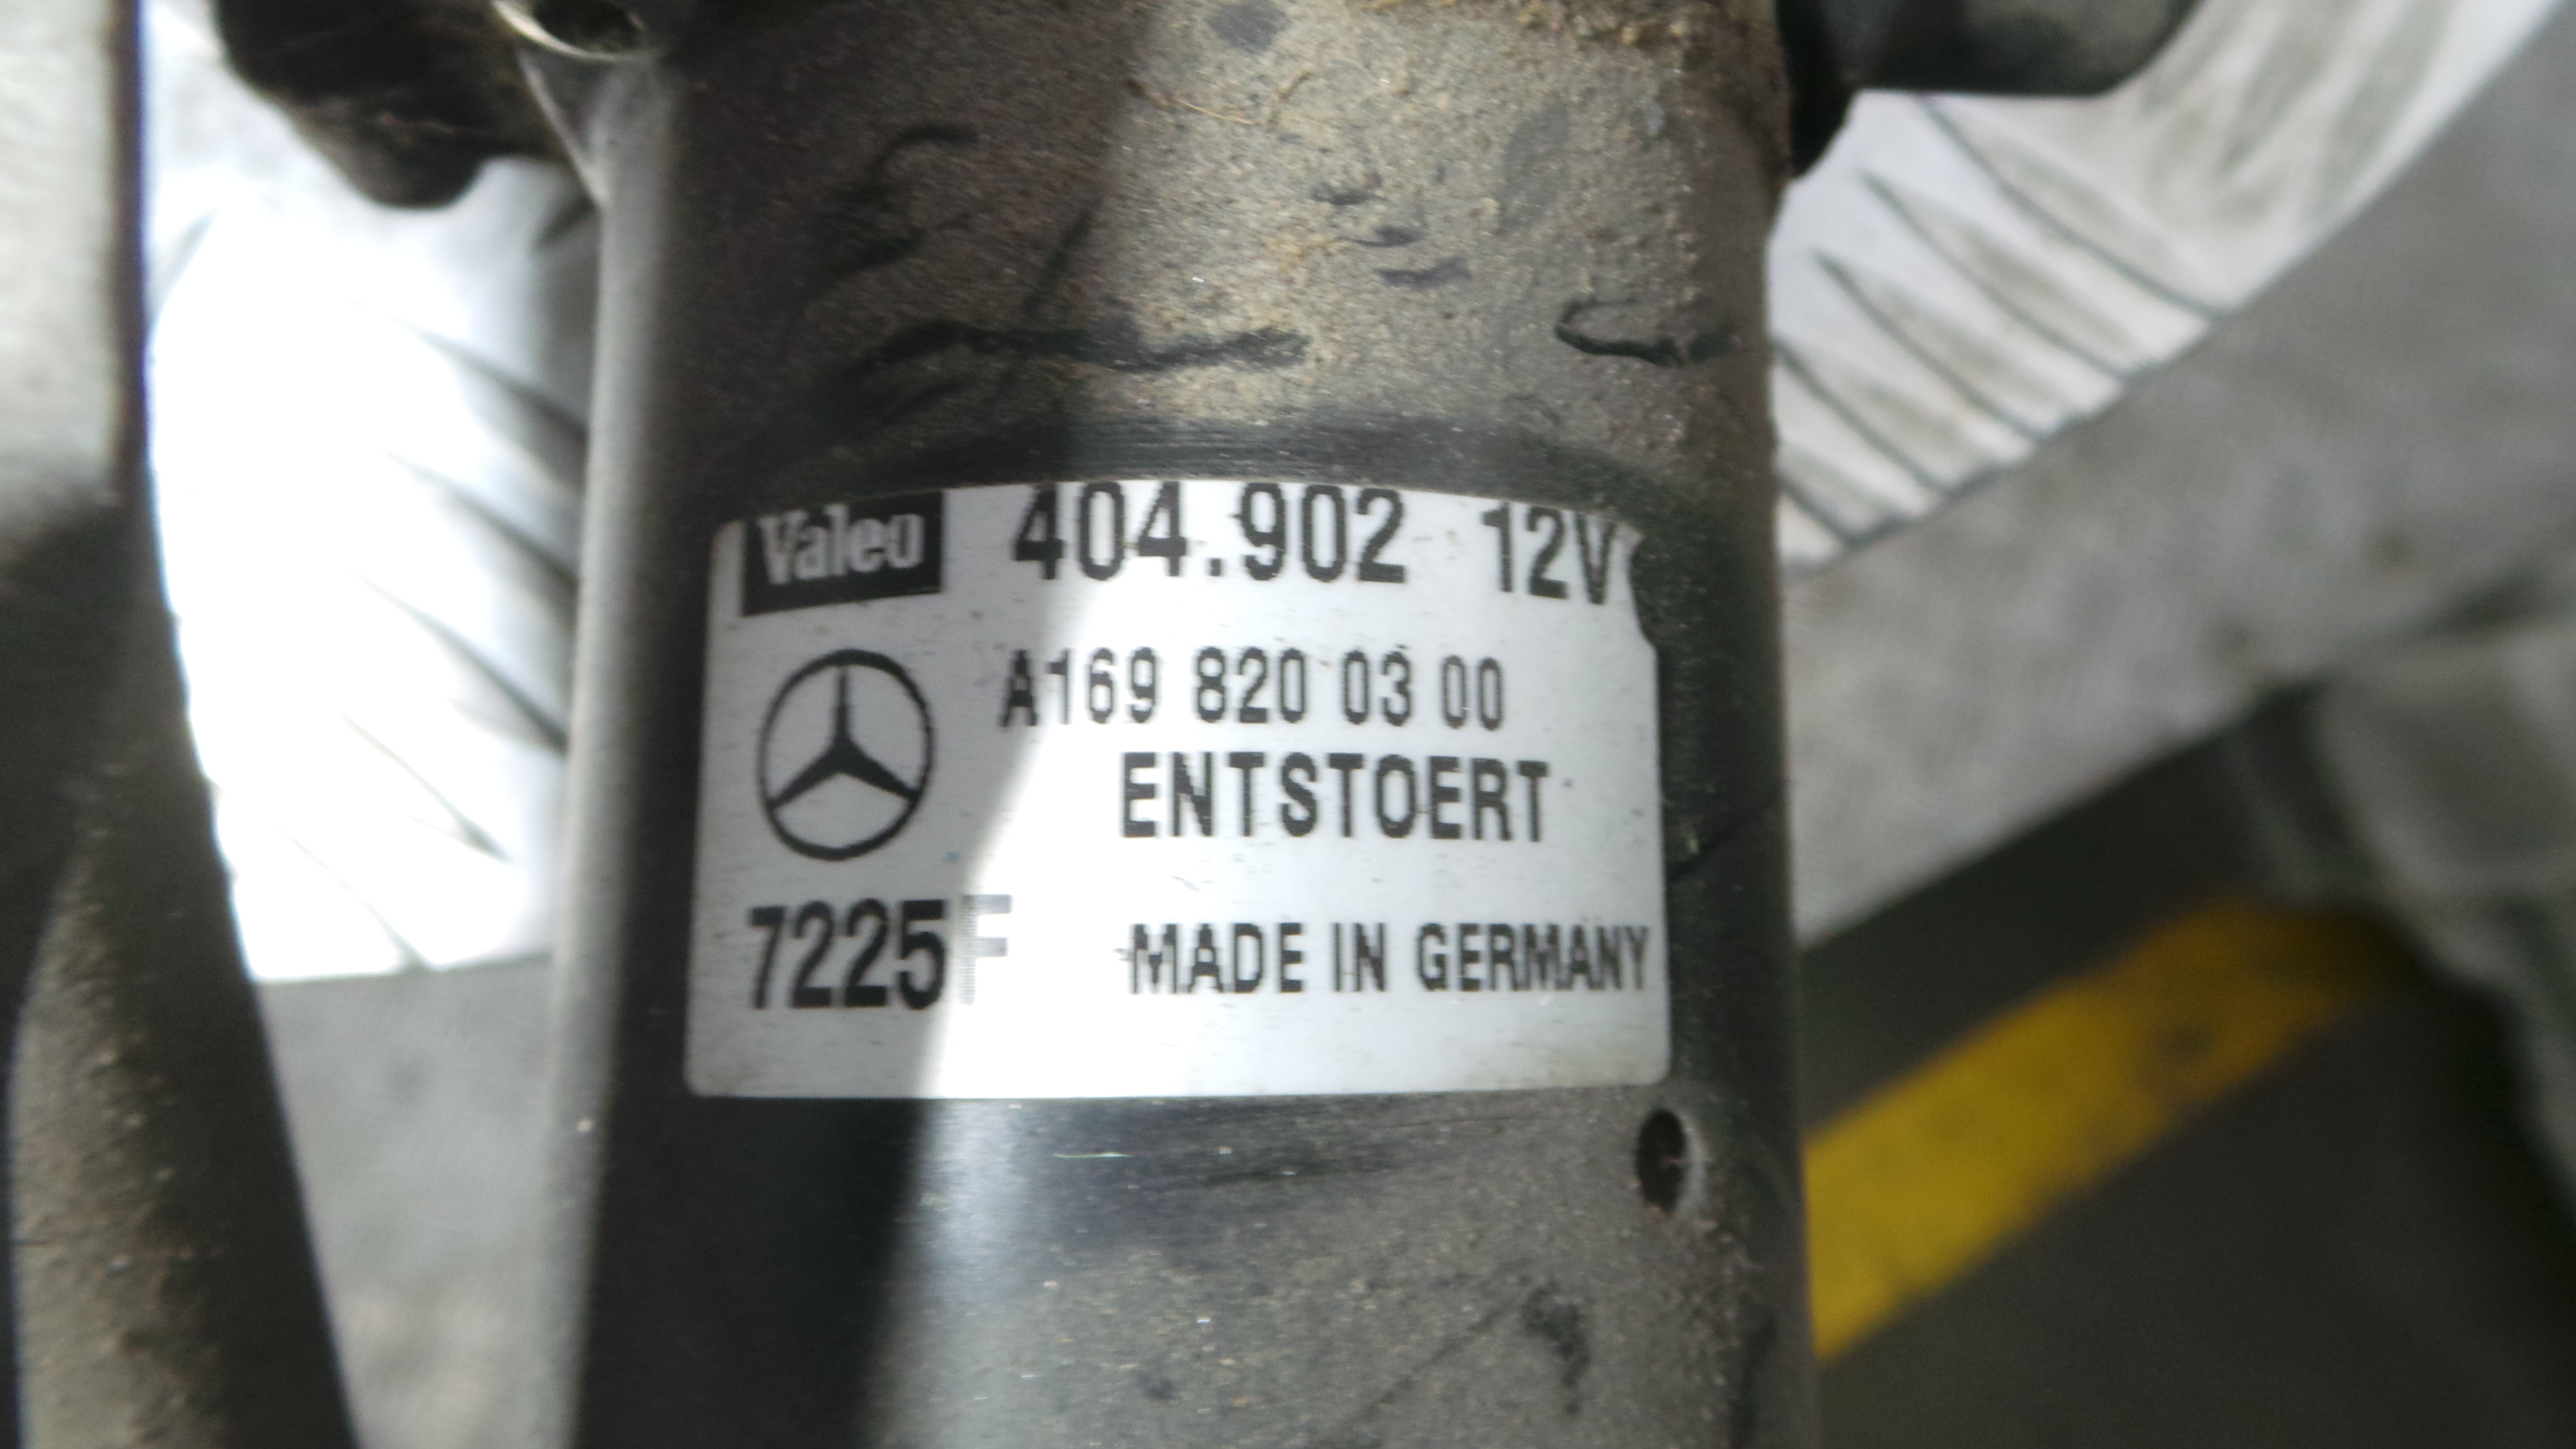 Valeo 404.902 12V
A169 820 03 00
ENTSTOERT
7225F MADE IN GERMANY